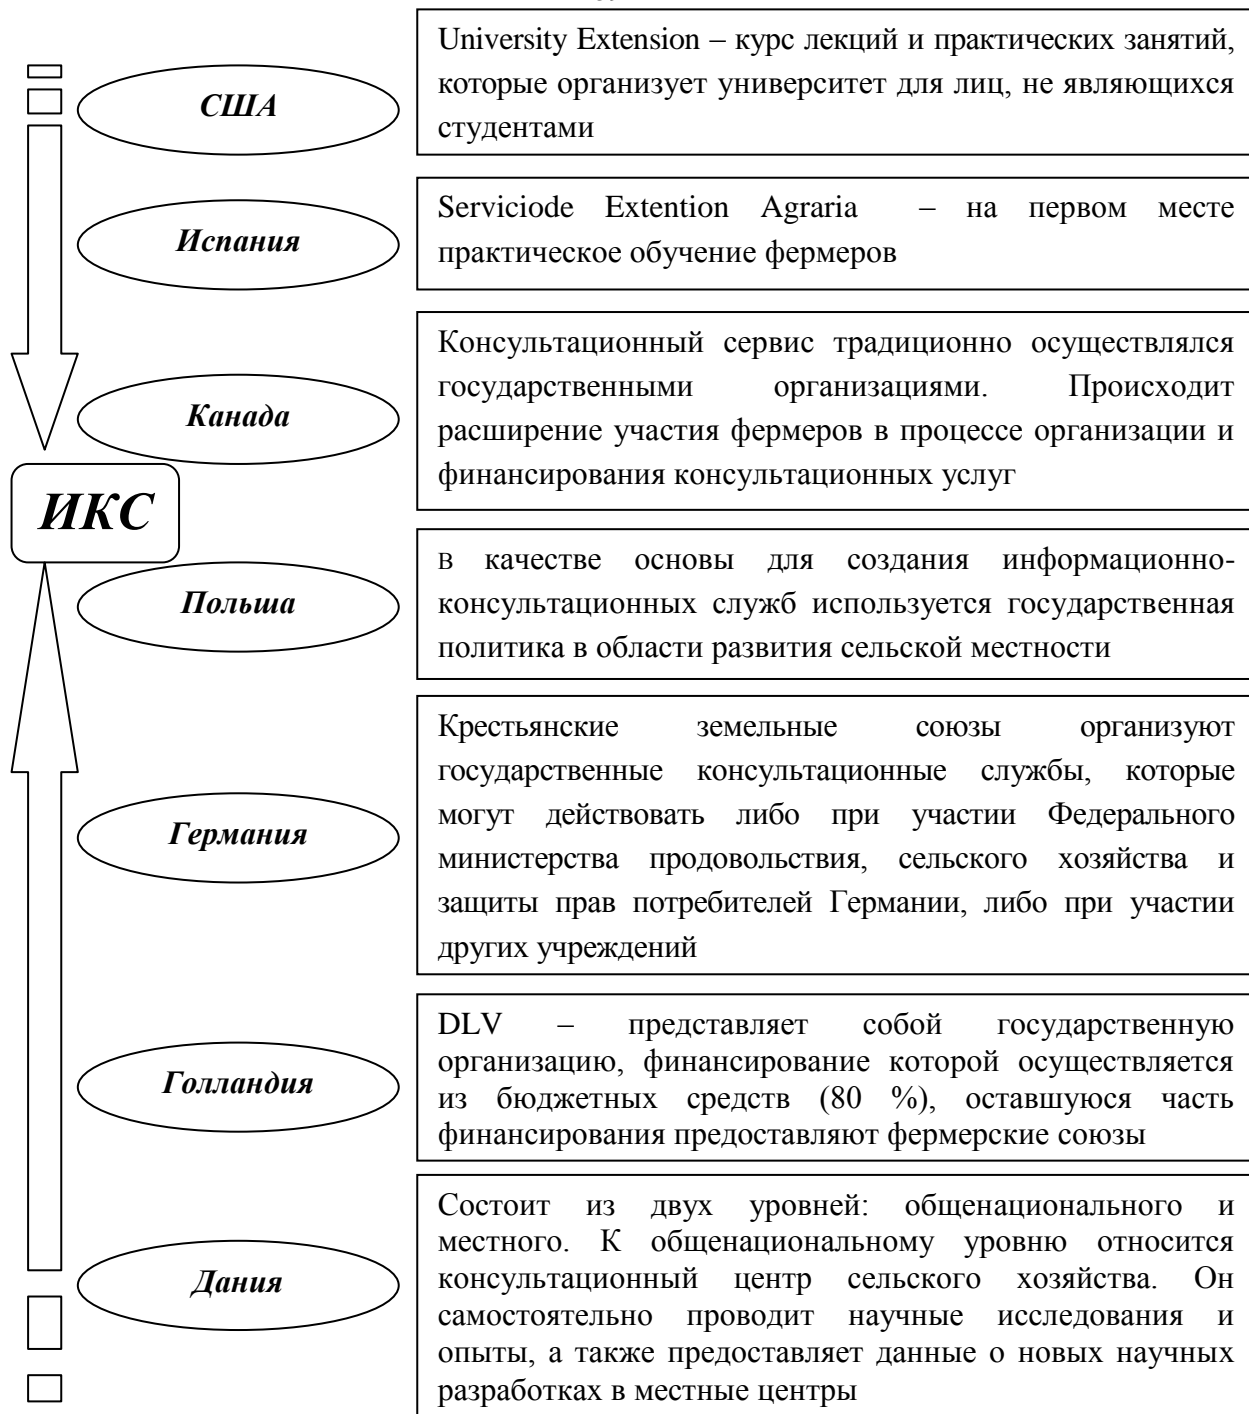 University Extension – курс лекций и практических занятий,
которые организует университет для лиц, не являющихся
студентами
США
Serviciode Extention Agraria – на первом месте
практическое обучение фермеров
Испания
Консультационный сервис традиционно осуществлялся
государственными организациями. Происходит
расширение участия фермеров в процессе организации и
финансирования консультационных услуг
Канада
ИКС
В качестве основы для создания информационно-
консультационных служб используется государственная
политика в области развития сельской местности
Польша
Крестьянские земельные союзы организуют
государственные консультационные службы, которые
могут действовать либо при участии Федерального
министерства продовольствия, сельского хозяйства и
защиты прав потребителей Германии, либо при участии
других учреждений
Германия
DLV – представляет собой государственную
организацию, финансирование которой осуществляется
из бюджетных средств (80 %), оставшуюся часть
финансирования предоставляют фермерские союзы
Голландия
Состоит из двух уровней: общенационального и
местного. К общенациональному уровню относится
консультационный центр сельского хозяйства. Он
самостоятельно проводит научные исследования и
опыты, а также предоставляет данные о новых научных
разработках в местные центры
Дания